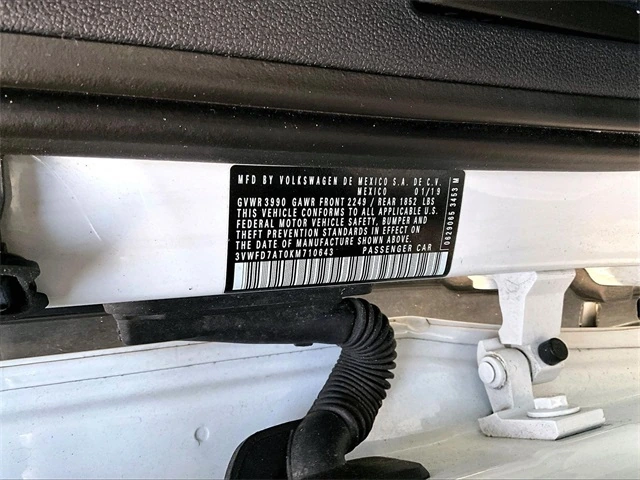 MFD BY VOLKSWAGEN DE MEXICO S.A. DE C.V.
MEXICO 01/19
GVWR 3990 GAWR FRONT 2249 / REAR 1852 LBS
THIS VEHICLE CONFORMS TO ALL APPLICABLE U.S.
FEDERAL MOTOR VEHICLE SAFETY, BUMPER AND
THEFT PREVENTION STANDARDS IN EFFECT ON
THE DATE OF MANUFACTURE SHOWN ABOVE.
3VWFD7AT0KM710643 PASSENGER CAR
0629065 3453 M